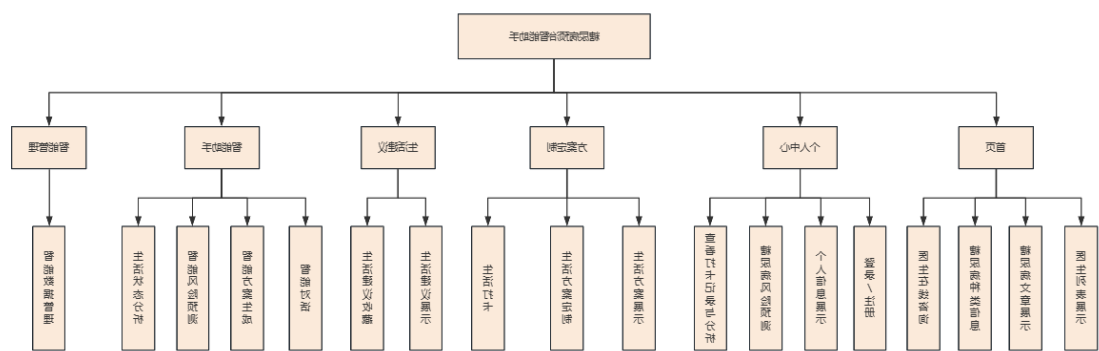 糖尿病预治智能助手
首页
个人中心
方案定制
生活建议
智能助手
智能管理
医生列表展示
糖尿病文章展示
糖尿病种类信息
医生在线咨询
登录/注册
个人信息展示
糖尿病风险预测
查看打卡记录与分析
生活方案展示
生活方案定制
生活打卡
生活建议展示
生活建议收藏
智能对话
智能方案生成
智能风险预测
生活状态分析
智能数据管理